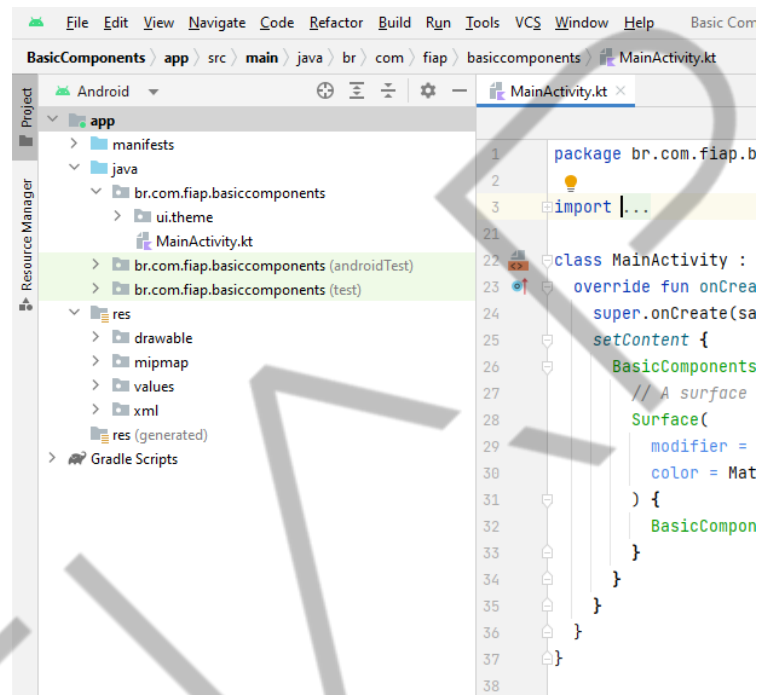 File Edit View Navigate Code Refactor Build Run Tools VCS Window Help Basic Com
BasicComponents 〉 app 〉 src 〉 main 〉 java 〉 br 〉 com 〉 fiap 〉 basiccomponents 〉 MainActivity.kt
Project
Resource Manager
Android
app
manifests
java
br.com.fiap.basiccomponents
ui.theme
MainActivity.kt
br.com.fiap.basiccomponents (androidTest)
br.com.fiap.basiccomponents (test)
res
drawable
mipmap
values
xml
res (generated)
Gradle Scripts
MainActivity.kt
1 package br.com.fiap.b
2
3 import ...
21
22 class MainActivity :
23 override fun onCrea
24 super.onCreate(sa
25 setContent {
26 BasicComponents
27 // A surface
28 Surface(
29 modifier =
30 color = Mat
31 ) {
32 BasicCompon
33 }
34 }
35 }
36 }
37 }
38